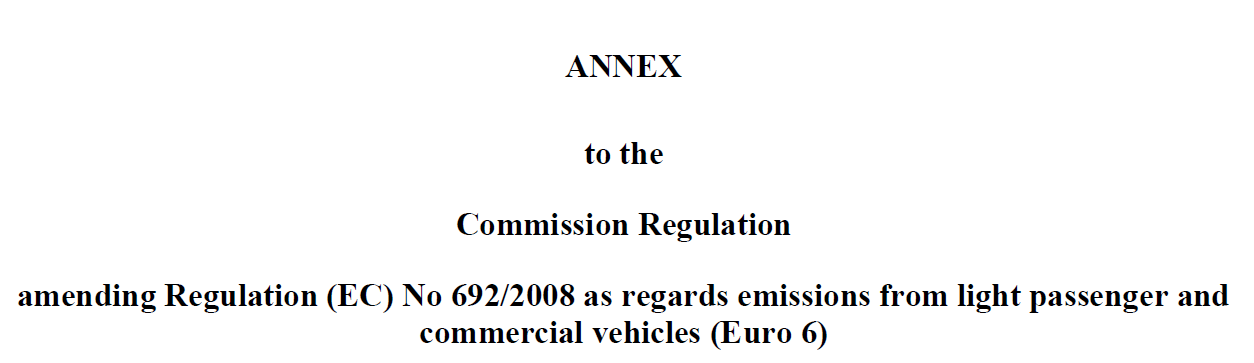 ANNEX
to the
Commission Regulation
amending Regulation (EC) No 692/2008 as regards emissions from light passenger and
commercial vehicles (Euro 6)